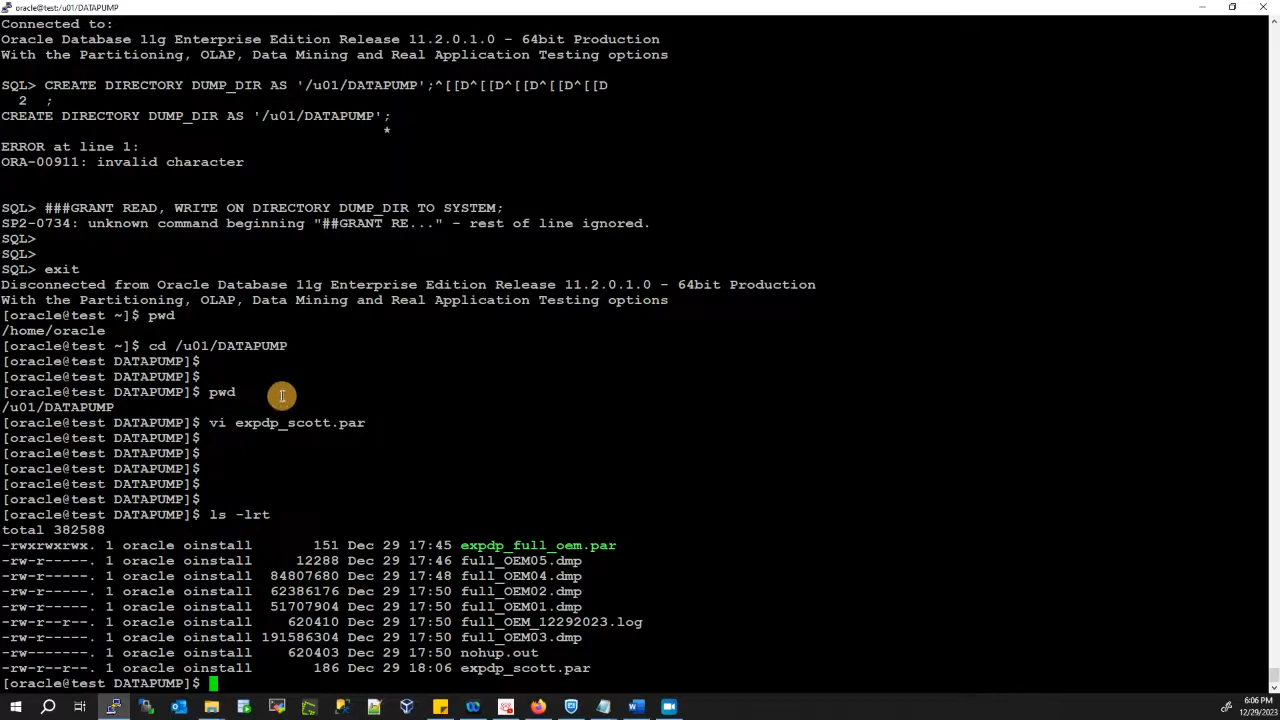 oracle@test:/u01/DATAPUMP
Connected to:
Oracle Database 11g Enterprise Edition Release 11.2.0.1.0 - 64bit Production
With the Partitioning, OLAP, Data Mining and Real Application Testing options
SQL> CREATE DIRECTORY DUMP_DIR AS '/u01/DATAPUMP';^[[D^[[D^[[D^[[D^[[D
2 ;
CREATE DIRECTORY DUMP_DIR AS '/u01/DATAPUMP';
*
ERROR at line 1:
ORA-00911: invalid character
SQL> ###GRANT READ, WRITE ON DIRECTORY DUMP_DIR TO SYSTEM;
SP2-0734: unknown command beginning "##GRANT RE..." - rest of line ignored.
SQL>
SQL>
SQL> exit
Disconnected from Oracle Database 11g Enterprise Edition Release 11.2.0.1.0 - 64bit Production
With the Partitioning, OLAP, Data Mining and Real Application Testing options
[oracle@test ~]$ pwd
/home/oracle
[oracle@test ~]$ cd /u01/DATAPUMP
[oracle@test DATAPUMP]$
[oracle@test DATAPUMP]$
[oracle@test DATAPUMP]$ pwd
/u01/DATAPUMP
[oracle@test DATAPUMP]$ vi expdp_scott.par
[oracle@test DATAPUMP]$
[oracle@test DATAPUMP]$
[oracle@test DATAPUMP]$
[oracle@test DATAPUMP]$
[oracle@test DATAPUMP]$
[oracle@test DATAPUMP]$ ls -lrt
total 382588
-rwxrwxrwx. 1 oracle oinstall 151 Dec 29 17:45 expdp_full_oem.par
-rw-r-----. 1 oracle oinstall 12288 Dec 29 17:46 full_OEM05.dmp
-rw-r-----. 1 oracle oinstall 84807680 Dec 29 17:48 full_OEM04.dmp
-rw-r-----. 1 oracle oinstall 62386176 Dec 29 17:50 full_OEM02.dmp
-rw-r-----. 1 oracle oinstall 51707904 Dec 29 17:50 full_OEM01.dmp
-rw-r-----. 1 oracle oinstall 620410 Dec 29 17:50 full_OEM_12292023.log
-rw-r-----. 1 oracle oinstall 191586304 Dec 29 17:50 full_OEM03.dmp
-rw-------. 1 oracle oinstall 620403 Dec 29 17:50 nohup.out
-rw-r--r--. 1 oracle oinstall 186 Dec 29 18:06 expdp_scott.par
[oracle@test DATAPUMP]$
6:06 PM
12/29/2023